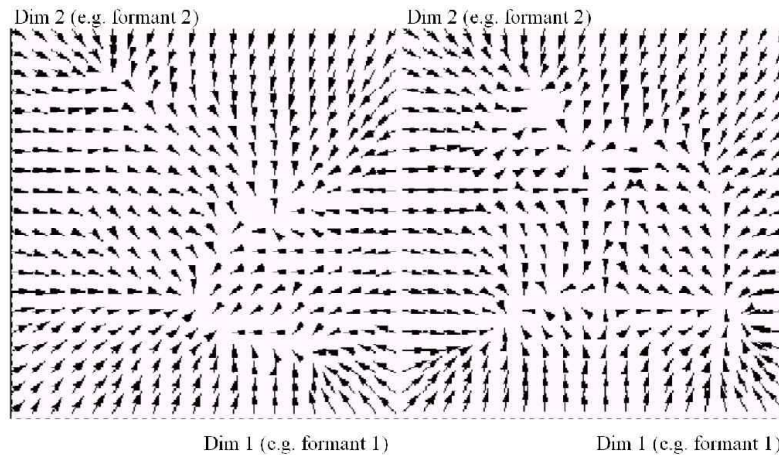 Dim 2 (e.g. formant 2)
Dim 2 (e.g. formant 2)
Dim 1 (e.g. formant 1)
Dim 1 (e.g. formant 1)